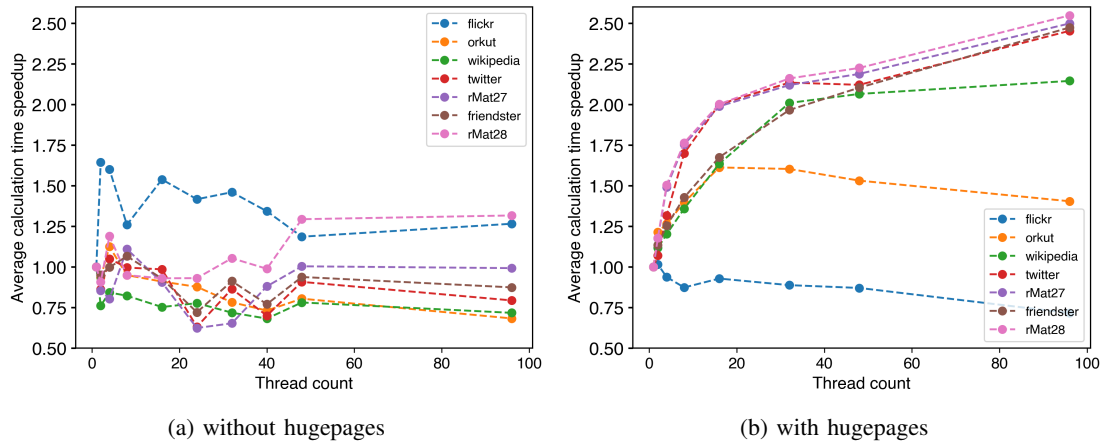 2.50
2.25
2.00
1.75
1.50
1.25
1.00
0.75
0.50
Average calculation time speedup
0 20 40 60 80 100
Thread count
flickr
orkut
wikipedia
twitter
rMat27
friendster
rMat28
(a) without hugepages
2.50
2.25
2.00
1.75
1.50
1.25
1.00
0.75
0.50
Average calculation time speedup
0 20 40 60 80 100
Thread count
flickr
orkut
wikipedia
twitter
rMat27
friendster
rMat28
(b) with hugepages